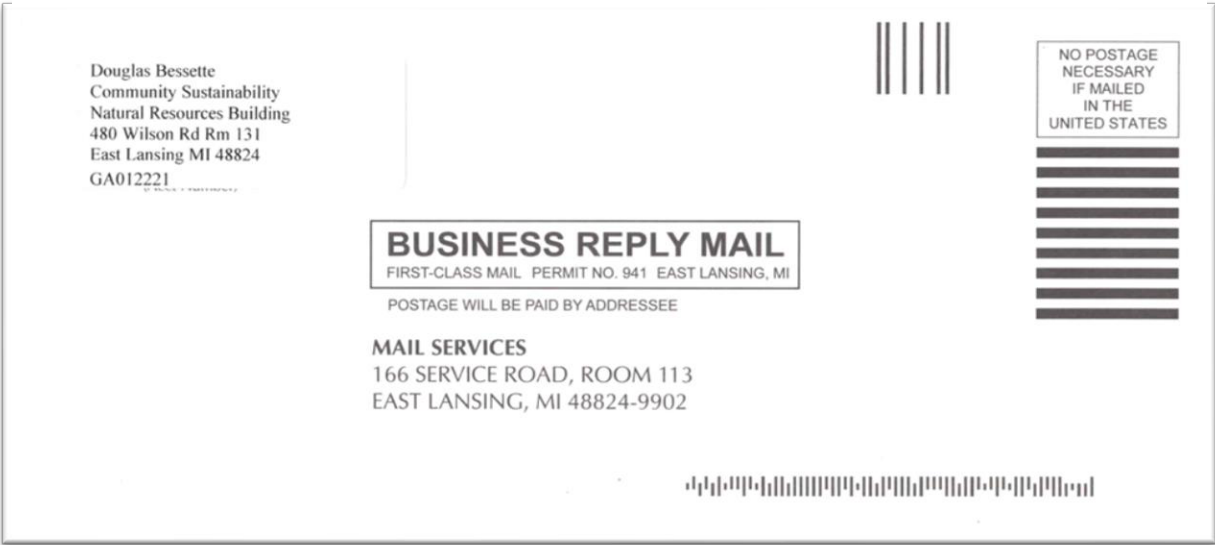 Douglas Bessette
Community Sustainability
Natural Resources Building
480 Wilson Rd Rm 131
East Lansing MI 48824
GA012221
NO POSTAGE
NECESSARY
IF MAILED
IN THE
UNITED STATES
BUSINESS REPLY MAIL
FIRST-CLASS MAIL PERMIT NO. 941 EAST LANSING, MI
POSTAGE WILL BE PAID BY ADDRESSEE
MAIL SERVICES
166 SERVICE ROAD, ROOM 113
EAST LANSING, MI 48824-9902